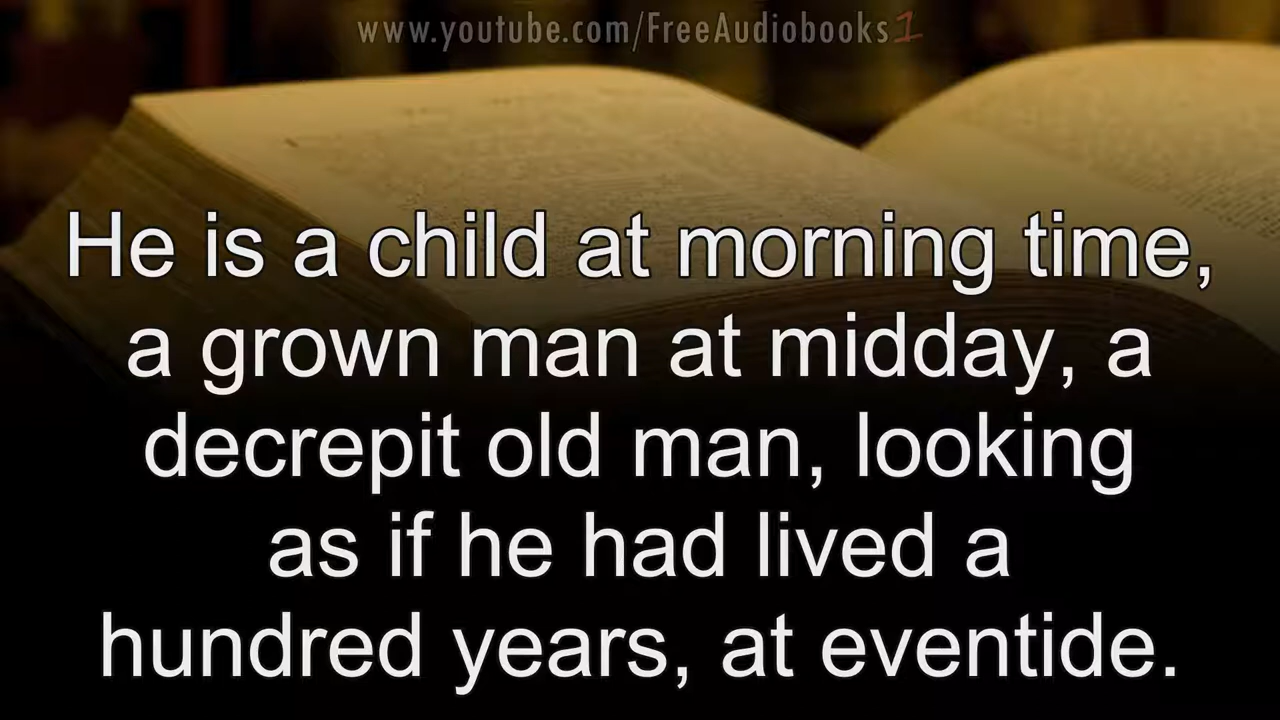 www.youtube.com/FreeAudiobooks1
He is a child at morning time,
a grown man at midday, a
decrepit old man, looking
as if he had lived a
hundred years, at eventide.